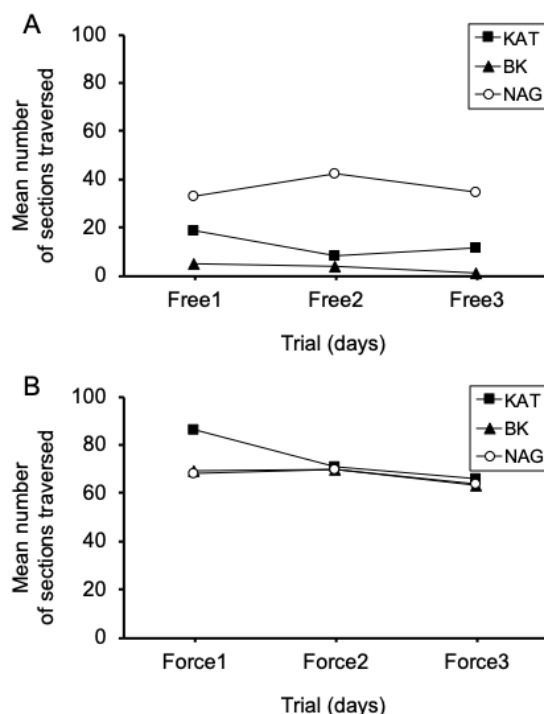 A
100
80
60
40
20
0
Mean number
of sections traversed
KAT
BK
NAG
Free1 Free2 Free3
Trial (days)
B
100
80
60
40
20
0
Mean number
of sections traversed
KAT
BK
NAG
Force1 Force2 Force3
Trial (days)